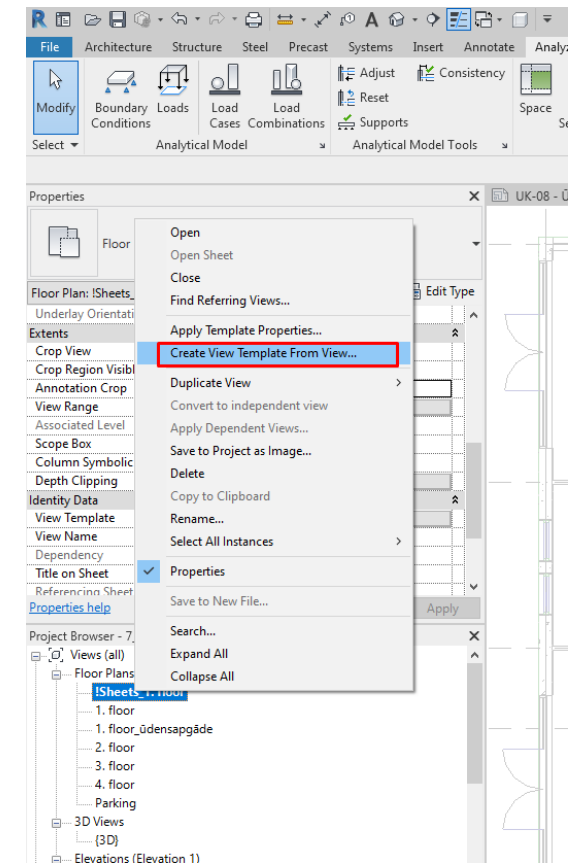 R
A
File Architecture Structure Steel Precast Systems Insert Annotate Analyz
Adjust Consistency
Reset
Modify Boundary Loads Load Load Space
Conditions Cases Combinations Supports Se
Select Analytical Model Analytical Model Tools
Properties UK-08 - Ū
Floor
Floor Plan: !Sheets_ Edit Type
Underlay Orientati
Extents
Crop View
Crop Region Visibl
Annotation Crop
View Range
Associated Level
Scope Box
Column Symbolic
Depth Clipping
Identity Data
View Template
View Name
Dependency
Title on Sheet
Referencing Sheet
Properties help Apply
Open
Open Sheet
Close
Find Referring Views...
Apply Template Properties...
Create View Template From View...
Duplicate View
Convert to independent view
Apply Dependent Views...
Save to Project as Image...
Delete
Copy to Clipboard
Rename...
Select All Instances
Properties
Save to New File...
Search...
Expand All
Collapse All
Project Browser - 7_
Views (all)
Floor Plans
!Sheets_1. floor
1. floor
1. floor_ūdensapgāde
2. floor
3. floor
4. floor
Parking
3D Views
{3D}
Elevations (Elevation 1)